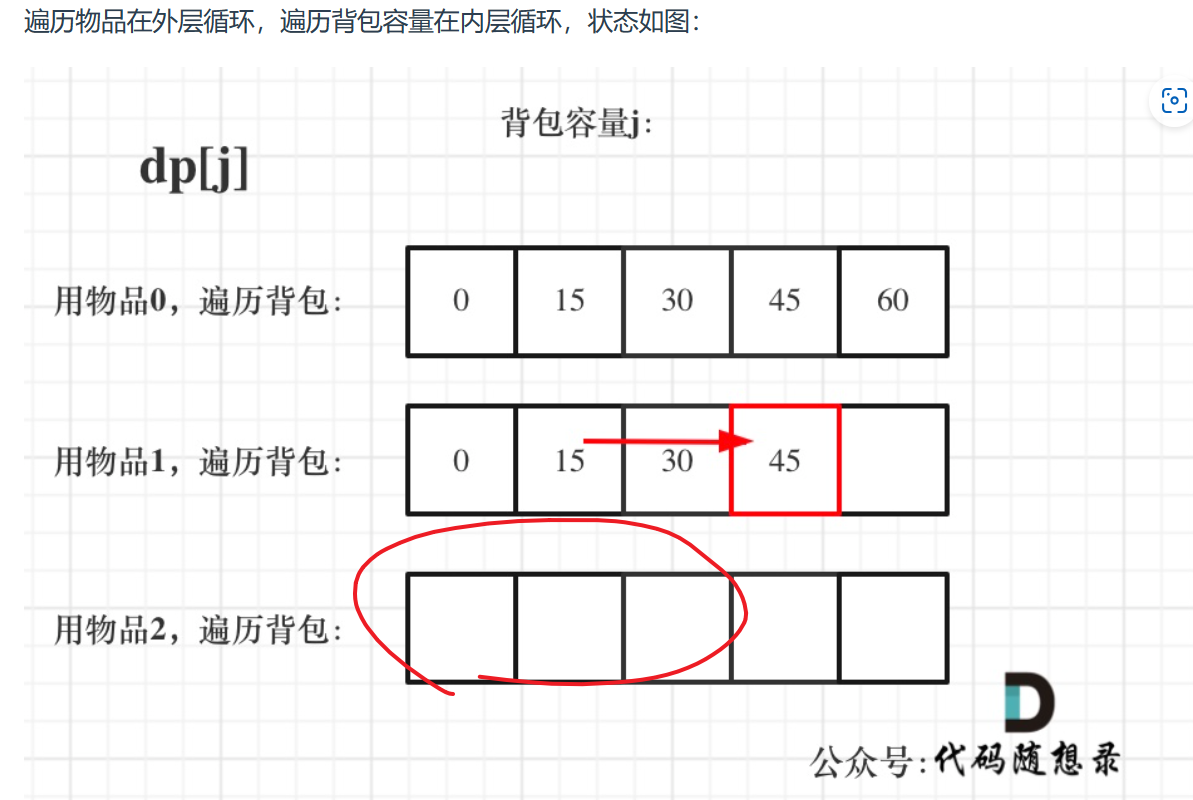 遍历物品在外层循环，遍历背包容量在内层循环，状态如图：
背包容量j:
dp[j]
用物品0，遍历背包: 0 15 30 45 60
用物品1，遍历背包: 0 15 30 45
用物品2，遍历背包:
公众号:代码随想录